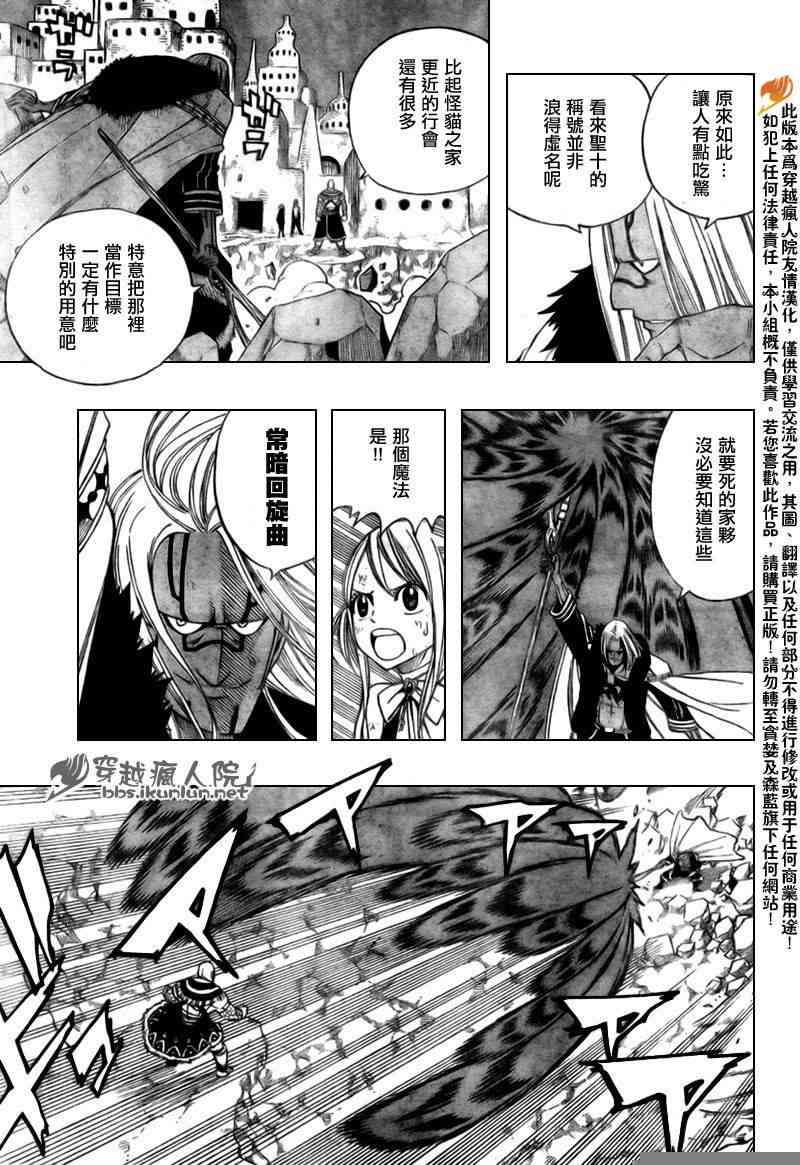 原來如此…
讓人有點吃驚
看來聖十的
稱號並非
浪得虛名呢
比起怪貓之家
更近的行會
還有很多
特意把那裡
當作目標
一定有什麼
特別的用意吧
就要死的家夥
沒必要知道這些
那個魔法
是!!
常暗回旋曲
穿越瘋人院
bbs.ikunlun.net
此版本爲穿越瘋人院友情漢化，僅供學習交流之用，其圖、翻譯以及任何部分不得進行修改或用于任何商業用途！
如犯上任何法律責任，本小組概不負責。若您喜歡此作品，請購買正版！請勿轉至貪婪及森藍旗下任何網站！